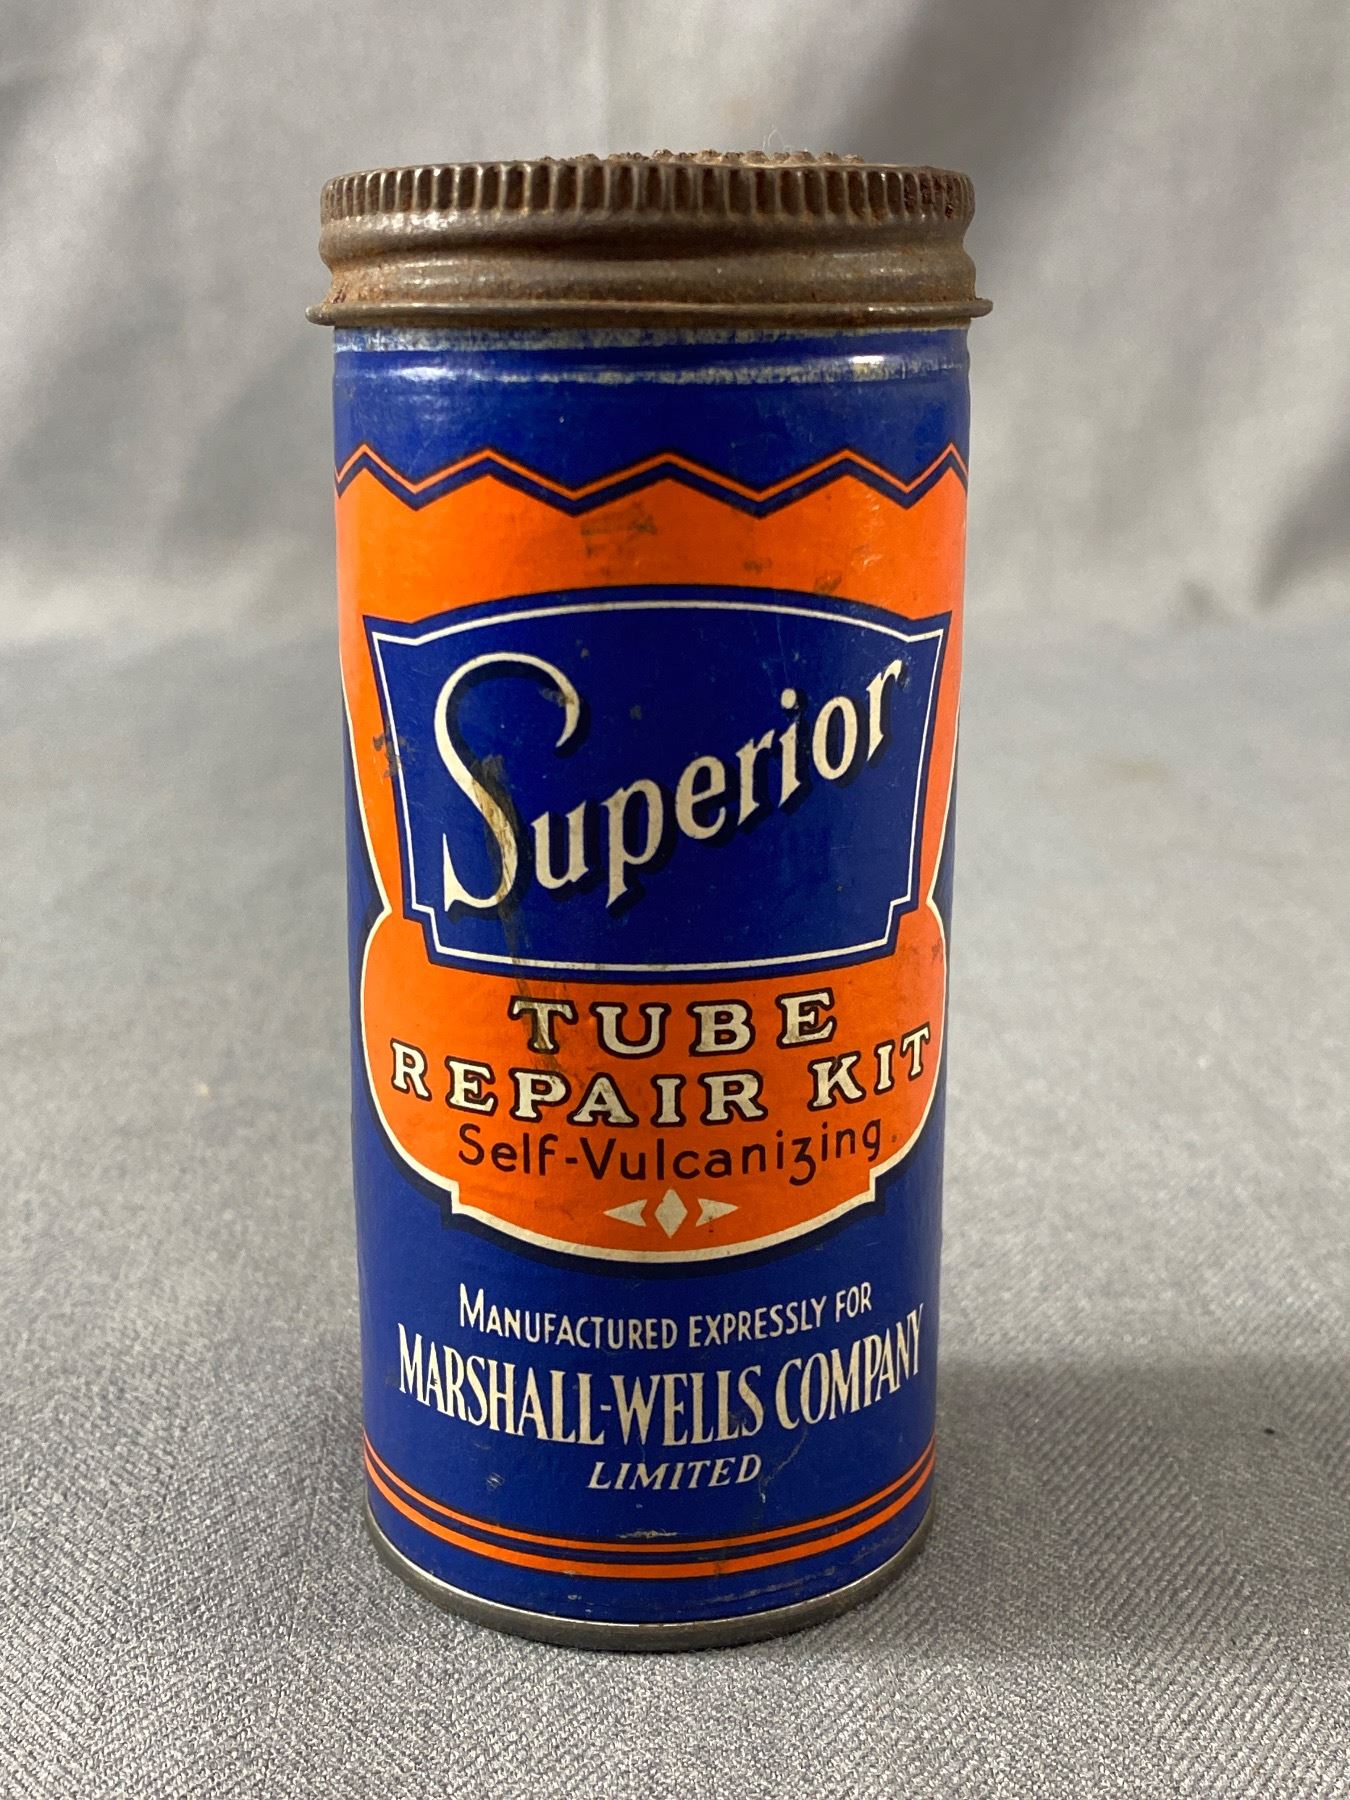 Superior
TUBE
REPAIR KIT
Self-Vulcanizing.
MANUFACTURED EXPRESSLY FOR
MARSHALL-WELLS COMPANY
LIMITED